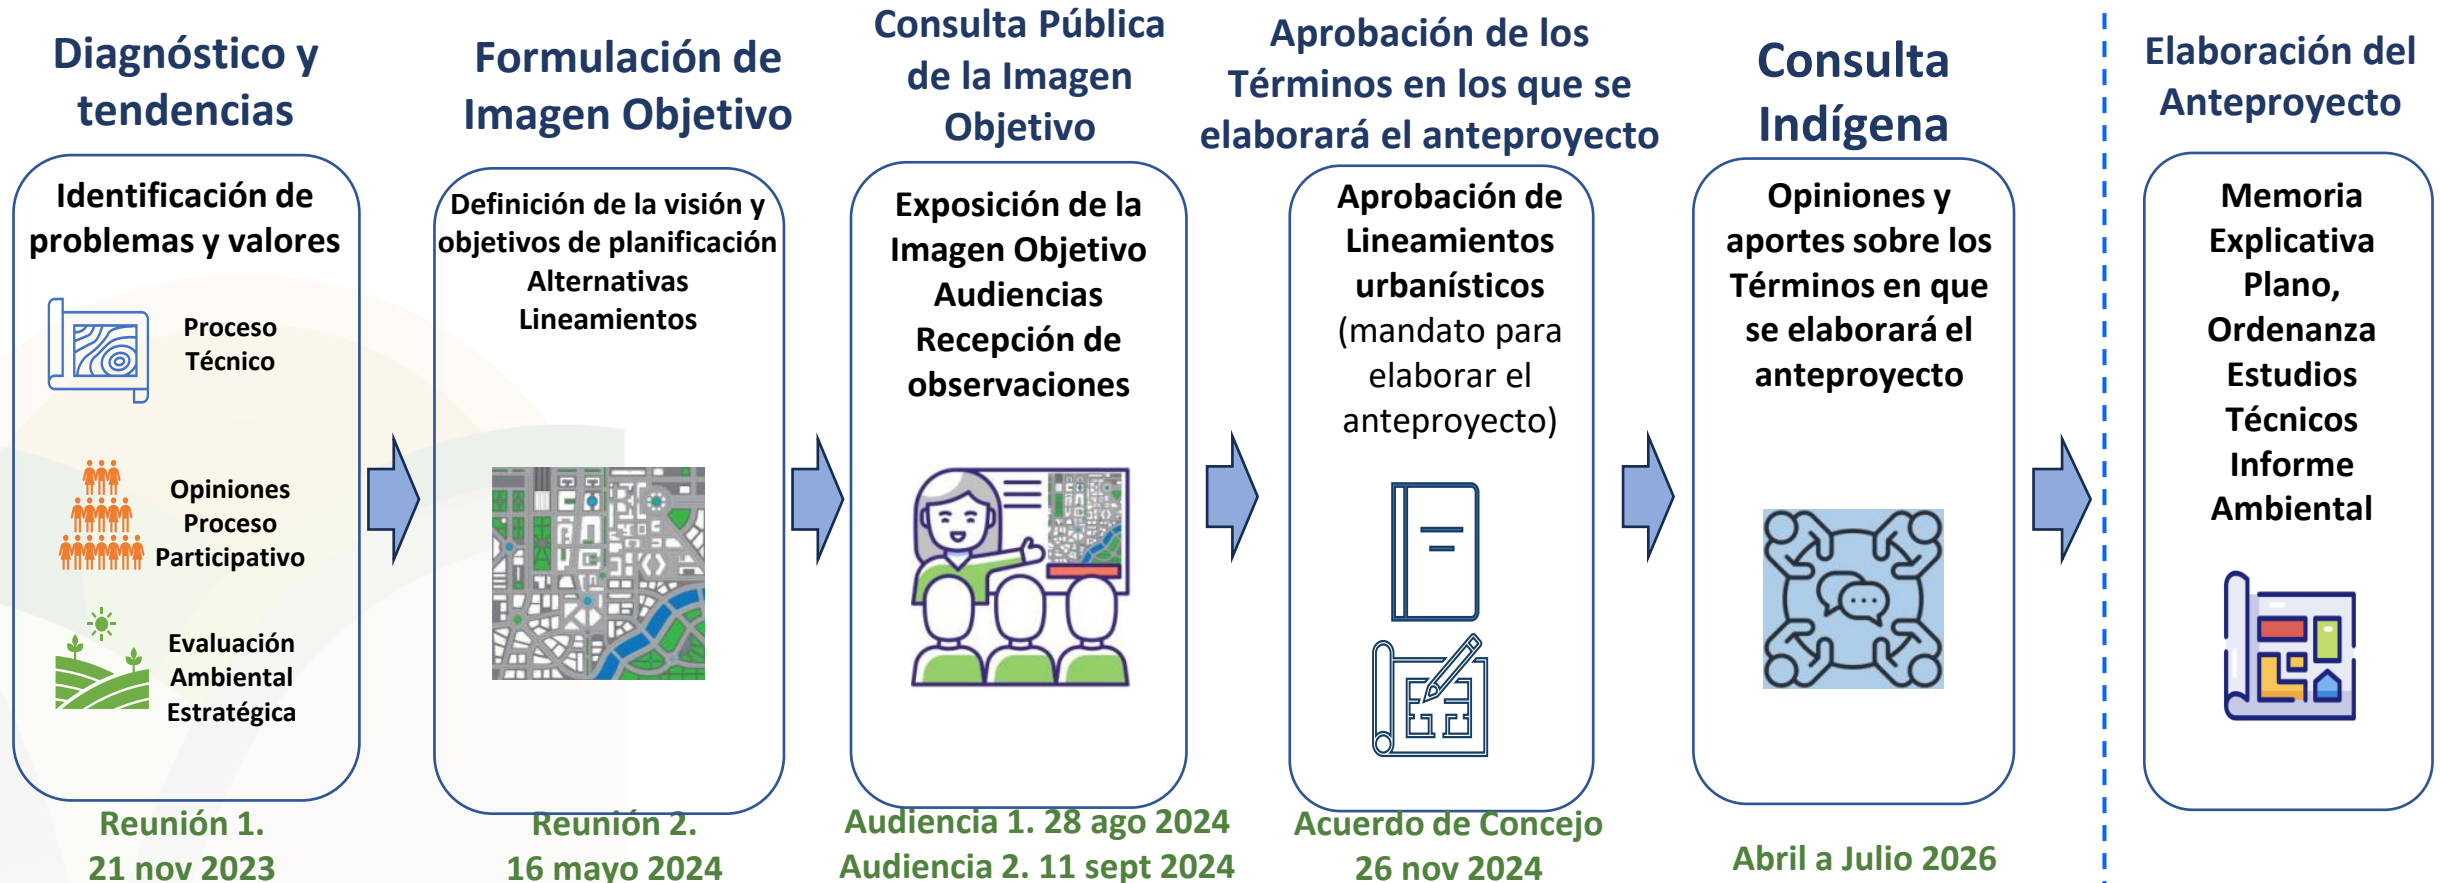 Diagnóstico y
tendencias
Identificación de
problemas y valores
Proceso
Técnico
Opiniones
Proceso
Participativo
Evaluación
Ambiental
Estratégica
Reunión 1.
21 nov 2023
Formulación de
Imagen Objetivo
Definición de la visión y
objetivos de planificación
Alternativas
Lineamientos
Reunión 2.
16 mayo 2024
Consulta Pública
de la Imagen
Objetivo
Exposición de la
Imagen Objetivo
Audiencias
Recepción de
observaciones
Audiencia 1. 28 ago 2024
Audiencia 2. 11 sept 2024
Aprobación de los
Términos en los que se
elaborará el anteproyecto
Aprobación de
Lineamientos
urbanísticos
(mandato para
elaborar el
anteproyecto)
Acuerdo de Concejo
26 nov 2024
Consulta
Indígena
Opiniones y
aportes sobre los
Términos en que
se elaborará el
anteproyecto
Abril a Julio 2026
Elaboración del
Anteproyecto
Memoria
Explicativa
Plano,
Ordenanza
Estudios
Técnicos
Informe
Ambiental